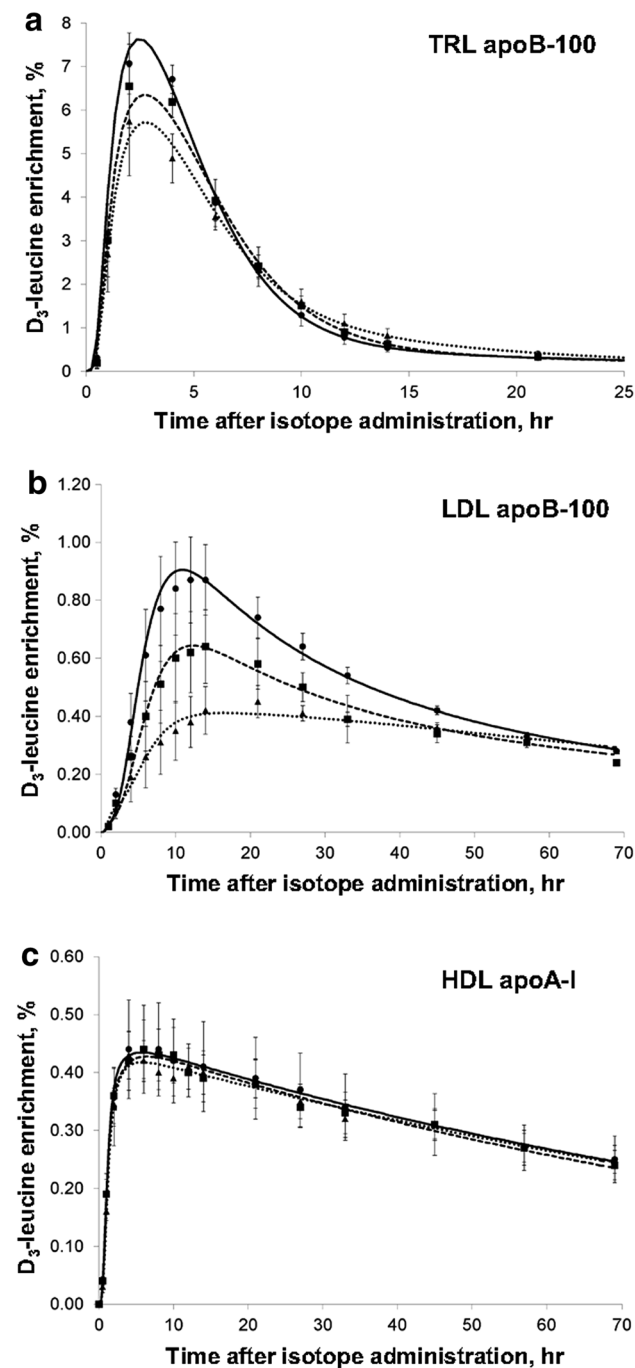 a
TRL apoB-100
D₃-leucine enrichment, %
8
7
6
5
4
3
2
1
0
0 5 10 15 20 25
Time after isotope administration, hr
b
LDL apoB-100
D₃-leucine enrichment, %
1.20
1.00
0.80
0.60
0.40
0.20
0.00
0 10 20 30 40 50 60 70
Time after isotope administration, hr
c
HDL apoA-I
D₃-leucine enrichment, %
0.60
0.50
0.40
0.30
0.20
0.10
0.00
0 10 20 30 40 50 60 70
Time after isotope administration, hr